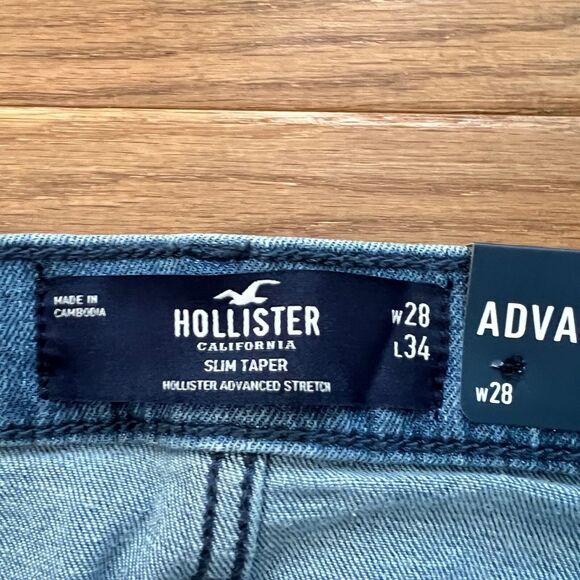 MADE IN
CAMBODIA
HOLLISTER
CALIFORNIA
SLIM TAPER
HOLLISTER ADVANCED STRETCH
W28
L34
ADVA
W28